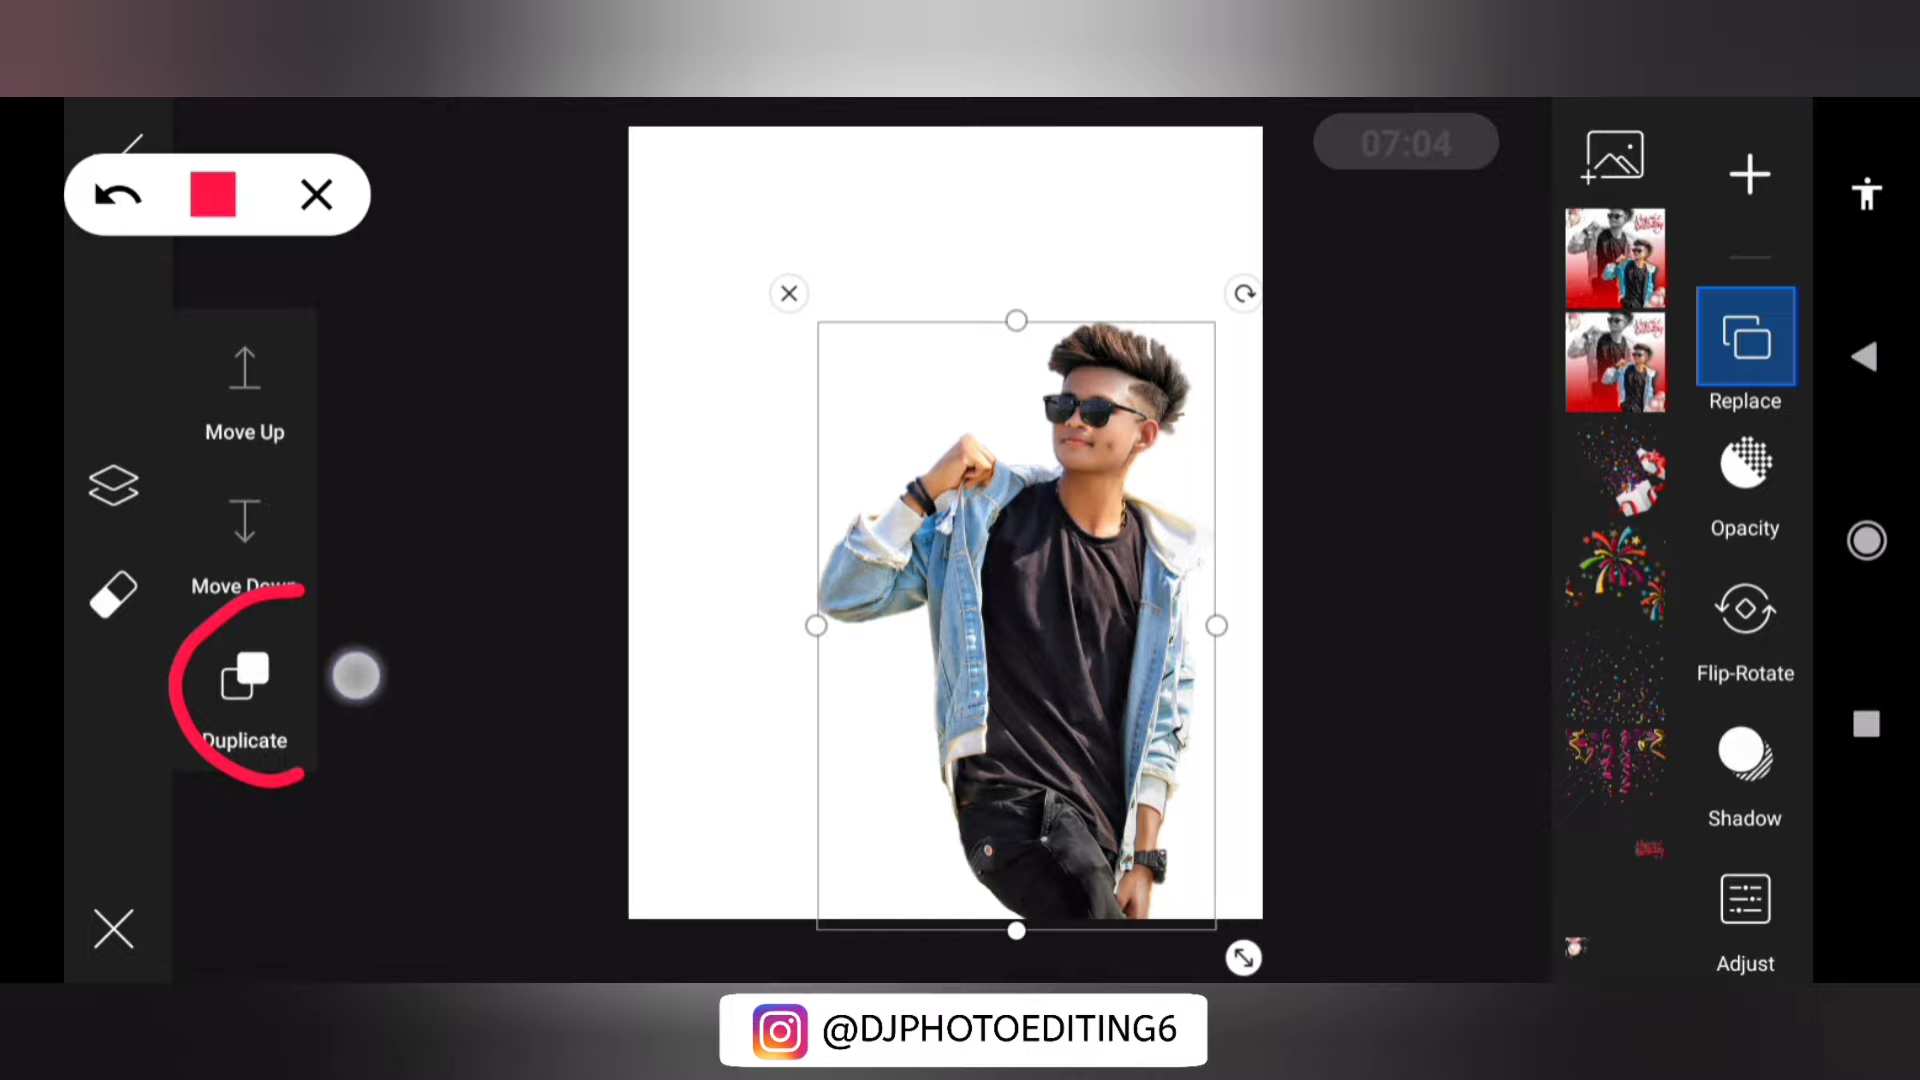 07:04
Move Up
Move Down
Duplicate
Replace
Opacity
Flip-Rotate
Shadow
Adjust
@DJPHOTOEDITING6